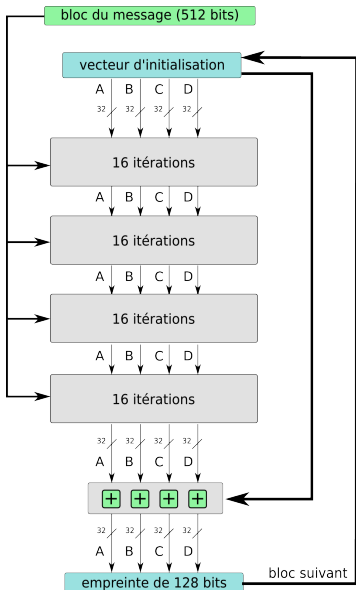 bloc du message (512 bits)
vecteur d'initialisation
A B C D
32 32 32 32
16 itérations
A B C D
16 itérations
A B C D
16 itérations
A B C D
16 itérations
32 32 32 32
A B C D
+ + + +
32 32 32 32
A B C D
bloc suivant
empreinte de 128 bits